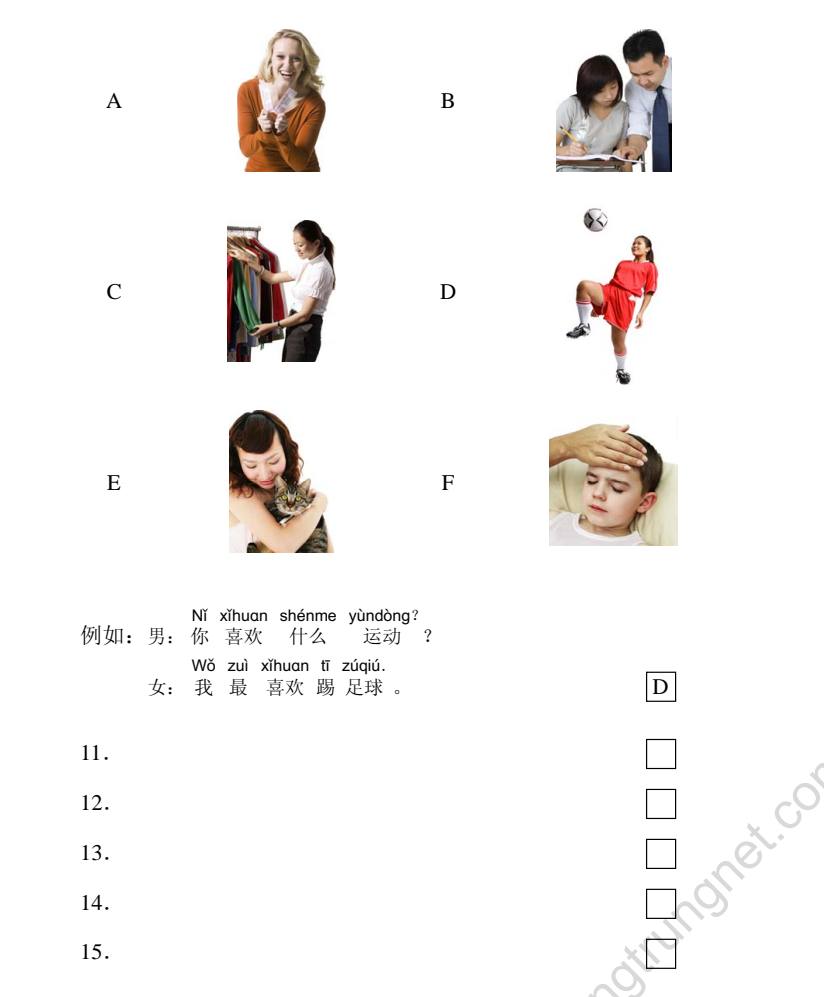 A B
C D
E F
Nǐ xǐhuan shénme yùndòng?
例如：男：你 喜欢 什么 运动 ？
Wǒ zuì xǐhuan tī zúqiú.
女：我 最 喜欢 踢 足球 。 D
11.
12.
13.
14.
15.